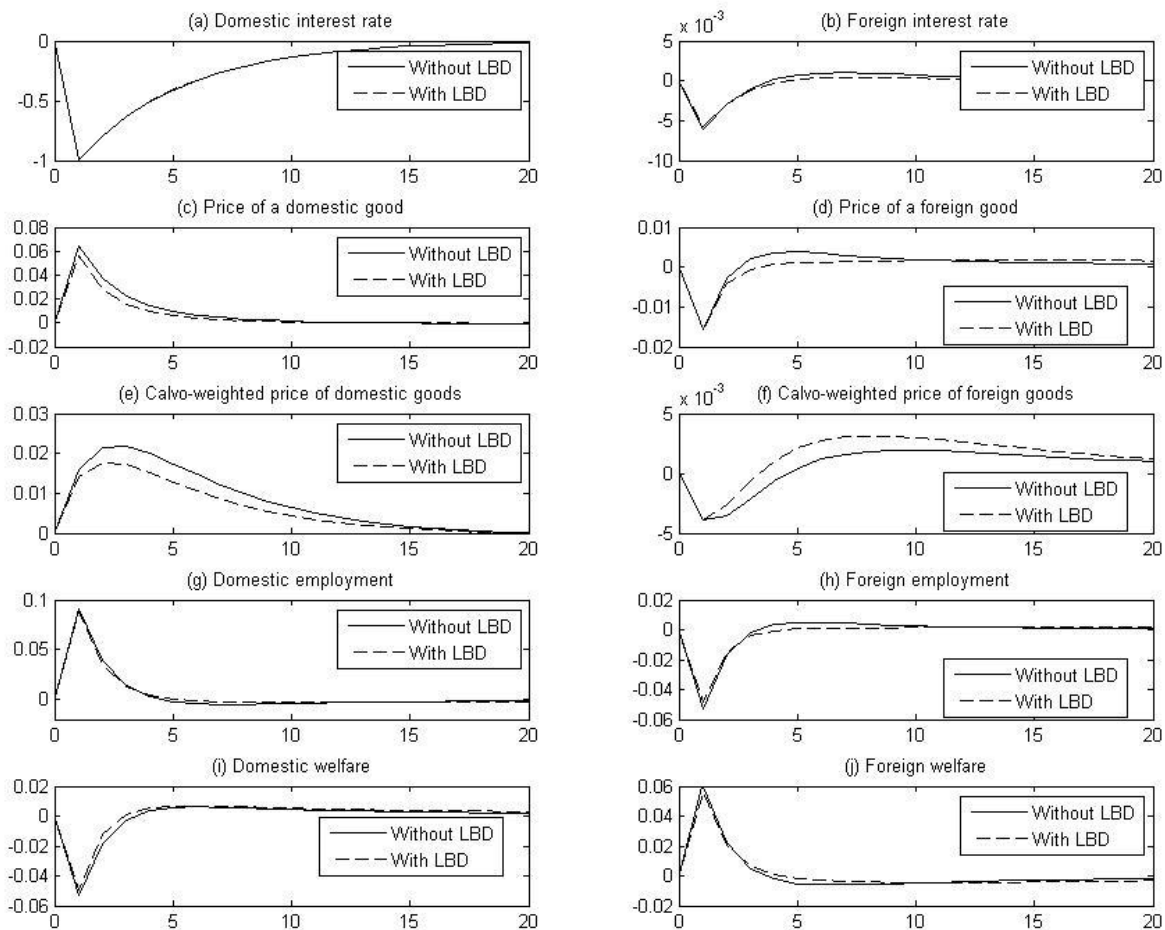 (a) Domestic interest rate
0
-0.5
-1
Without LBD
With LBD
0 5 10 15 20
(b) Foreign interest rate
x 10-3
5
0
-5
-10
Without LBD
With LBD
0 5 10 15 20
(c) Price of a domestic good
0.08
0.06
0.04
0.02
0
-0.02
Without LBD
With LBD
0 5 10 15 20
(d) Price of a foreign good
0.01
0
-0.01
-0.02
Without LBD
With LBD
0 5 10 15 20
(e) Calvo-weighted price of domestic goods
0.03
0.02
0.01
0
Without LBD
With LBD
0 5 10 15 20
(f) Calvo-weighted price of foreign goods
x 10-3
5
0
-5
Without LBD
With LBD
0 5 10 15 20
(g) Domestic employment
0.1
0.05
0
Without LBD
With LBD
0 5 10 15 20
(h) Foreign employment
0.02
0
-0.02
-0.04
-0.06
Without LBD
With LBD
0 5 10 15 20
(i) Domestic welfare
0.02
0
-0.02
-0.04
-0.06
Without LBD
With LBD
0 5 10 15 20
(j) Foreign welfare
0.06
0.04
0.02
0
-0.02
Without LBD
With LBD
0 5 10 15 20